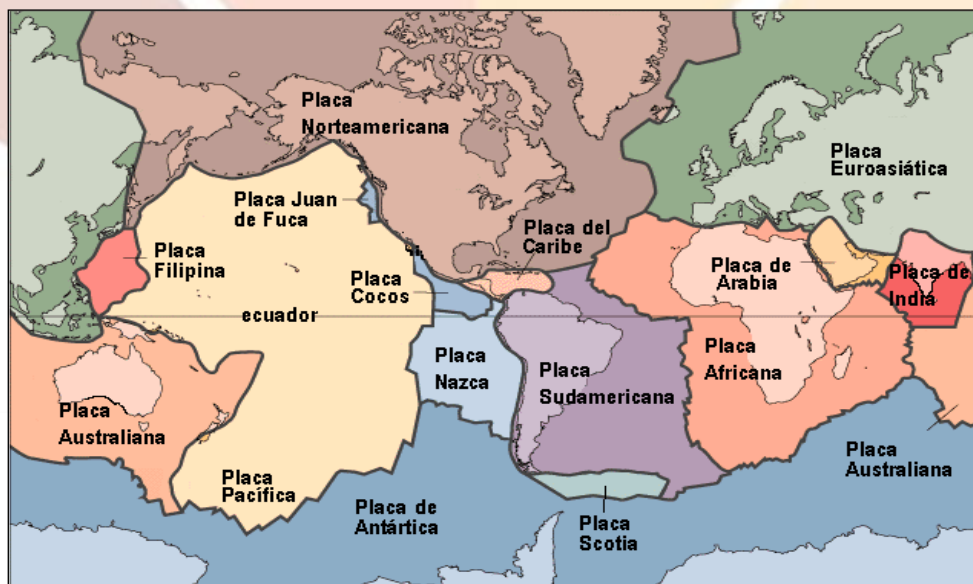 Placa
Norteamericana
Placa
Euroasiática
Placa Juan
de Fuca
Placa del
Caribe
Placa
Filipina
Placa de
Arabia
Placa de
India
Placa
Cocos
ecuador
Placa
Nazca
Placa
Sudamericana
Placa
Africana
Placa
Australiana
Placa
Australiana
Placa
Pacífica
Placa de
Antártica
Placa
Scotia